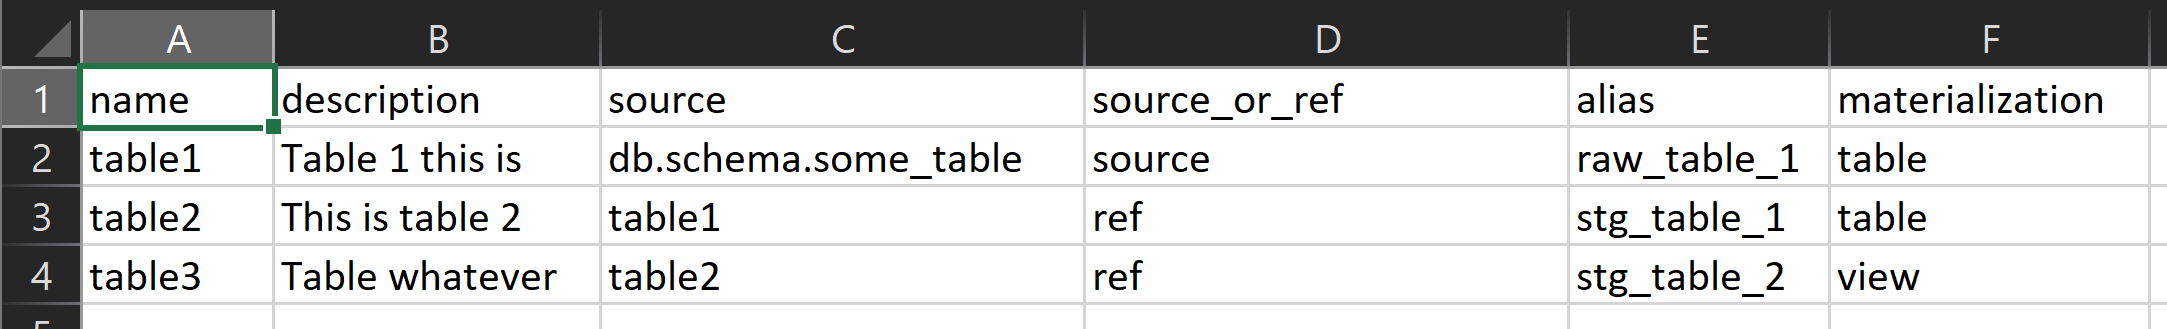 A B C D E F
1 name description source source_or_ref alias materialization
2 table1 Table 1 this is db.schema.some_table source raw_table_1 table
3 table2 This is table 2 table1 ref stg_table_1 table
4 table3 Table whatever table2 ref stg_table_2 view